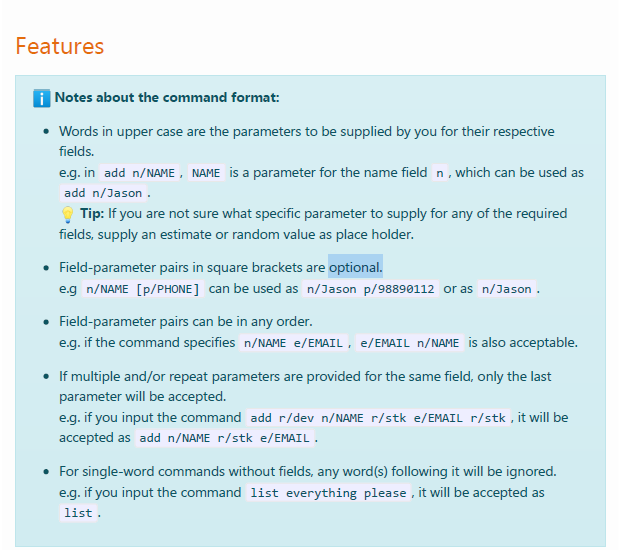 Features
Notes about the command format:
• Words in upper case are the parameters to be supplied by you for their respective
fields.
e.g. in add n/NAME , NAME is a parameter for the name field n , which can be used as
add n/Jason .
Tip: If you are not sure what specific parameter to supply for any of the required
fields, supply an estimate or random value as place holder.
• Field-parameter pairs in square brackets are optional.
e.g n/NAME [p/PHONE] can be used as n/Jason p/98890112 or as n/Jason .
• Field-parameter pairs can be in any order.
e.g. if the command specifies n/NAME e/EMAIL , e/EMAIL n/NAME is also acceptable.
• If multiple and/or repeat parameters are provided for the same field, only the last
parameter will be accepted.
e.g. if you input the command add r/dev n/NAME r/stk e/EMAIL r/stk , it will be
accepted as add n/NAME r/stk e/EMAIL .
• For single-word commands without fields, any word(s) following it will be ignored.
e.g. if you input the command list everything please , it will be accepted as
list .